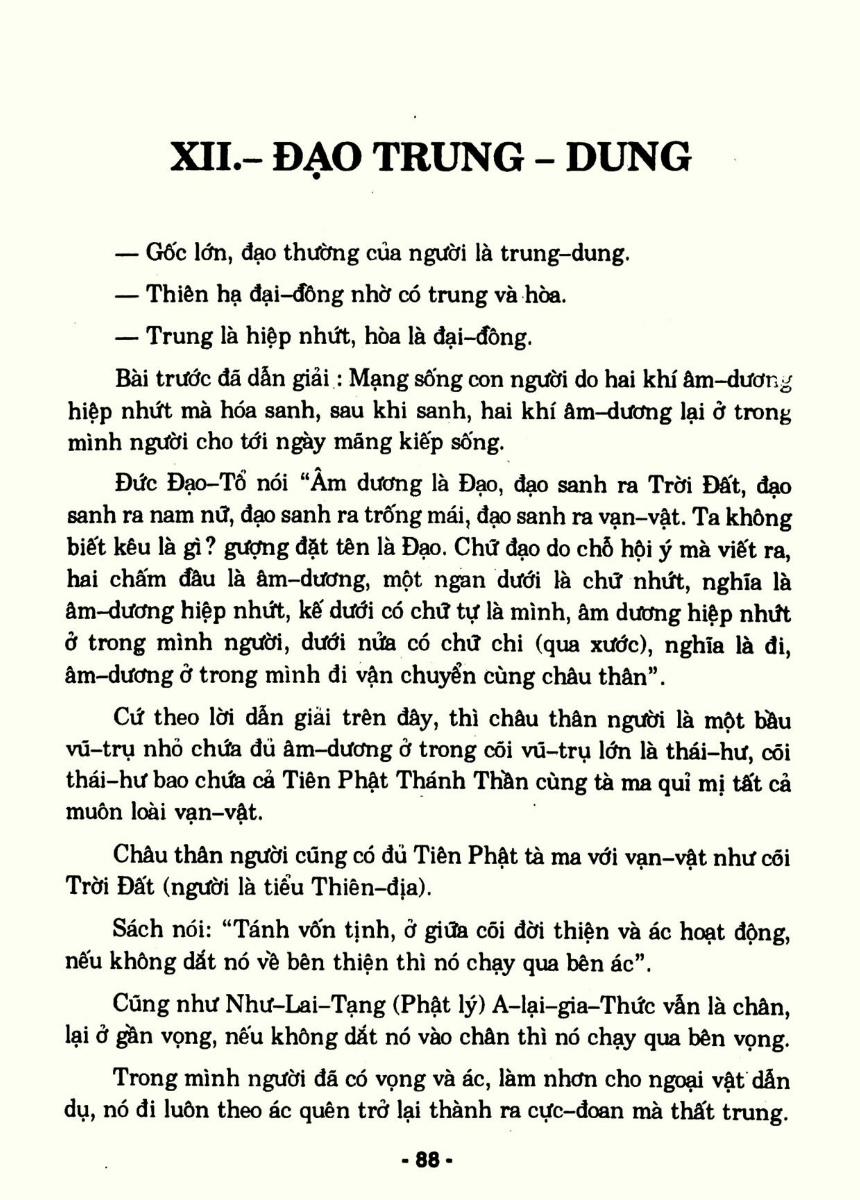 XII.– ĐẠO TRUNG – DUNG
— Gốc lớn, đạo thường của người là trung–dung.
— Thiên hạ đại–đồng nhờ có trung và hòa.
— Trung là hiệp nhứt, hòa là đại–đồng.
Bài trước đã dẫn giải : Mạng sống con người do hai khí âm–dương
hiệp nhứt mà hóa sanh, sau khi sanh, hai khí âm–dương lại ở trong
mình người cho tới ngày mãng kiếp sống.
Đức Đạo–Tổ nói “Âm dương là Đạo, đạo sanh ra Trời Đất, đạo
sanh ra nam nữ, đạo sanh ra trống mái, đạo sanh ra vạn–vật. Ta không
biết kêu là gì? gượng đặt tên là Đạo. Chữ đạo do chỗ hội ý mà viết ra,
hai chấm đầu là âm–dương, một ngan dưới là chữ nhứt, nghĩa là
âm–dương hiệp nhứt, kế dưới có chữ tự là mình, âm dương hiệp nhứt
ở trong mình người, dưới nửa có chữ chi (qua xước), nghĩa là đi,
âm–dương ở trong mình đi vận chuyển cùng châu thân”.
Cứ theo lời dẫn giải trên đây, thì châu thân người là một bầu
vũ–trụ nhỏ chứa đủ âm–dương ở trong cõi vũ–trụ lớn là thái–hư, cõi
thái–hư bao chứa cả Tiên Phật Thánh Thần cùng tà ma quỉ mị tất cả
muôn loài vạn–vật.
Châu thân người cũng có đủ Tiên Phật tà ma với vạn–vật như cõi
Trời Đất (người là tiểu Thiên–địa).
Sách nói: “Tánh vốn tịnh, ở giữa cõi đời thiện và ác hoạt động,
nếu không dắt nó về bên thiện thì nó chạy qua bên ác”.
Cũng như Như–Lai–Tạng (Phật lý) A–lại–gia–Thức vẫn là chân,
lại ở gần vọng, nếu không dắt nó vào chân thì nó chạy qua bên vọng.
Trong mình người đã có vọng và ác, làm nhơn cho ngoại vật dẫn
dụ, nó đi luôn theo ác quên trở lại thành ra cực–đoan mà thất trung.
- 88 -